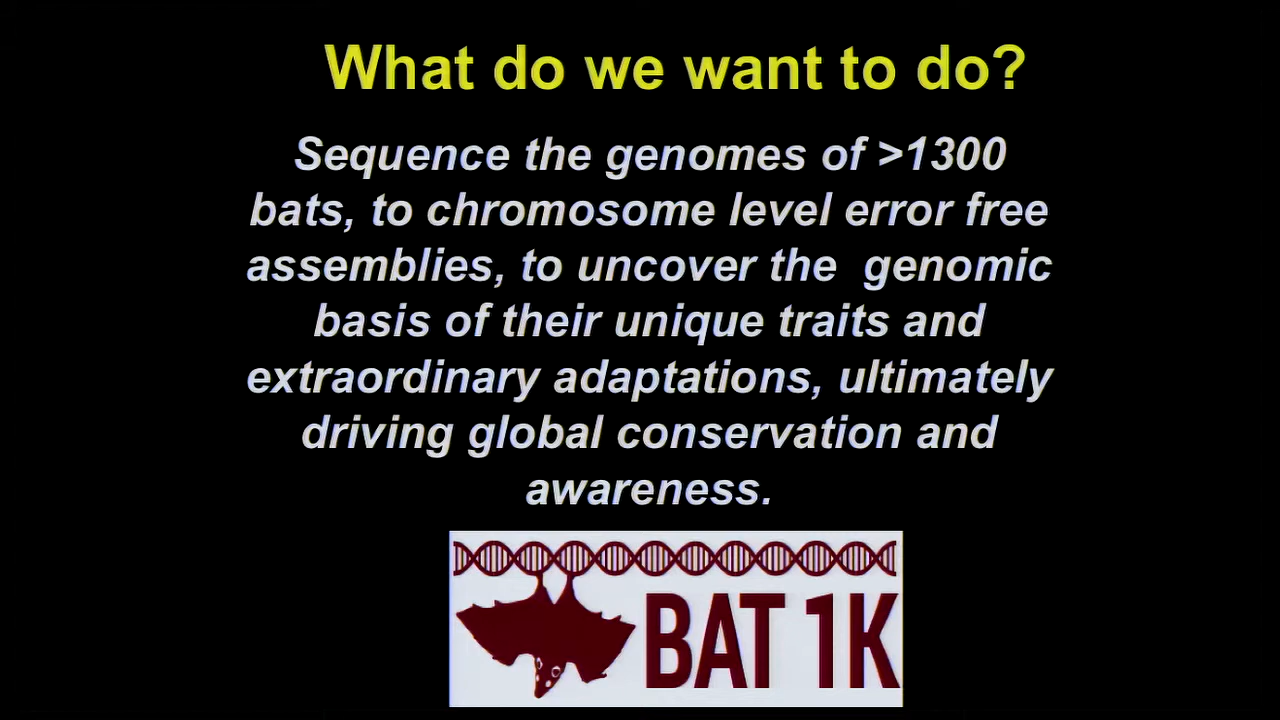 What do we want to do?
Sequence the genomes of >1300
bats, to chromosome level error free
assemblies, to uncover the  genomic
basis of their unique traits and
extraordinary adaptations, ultimately
driving global conservation and
awareness.
BAT 1K